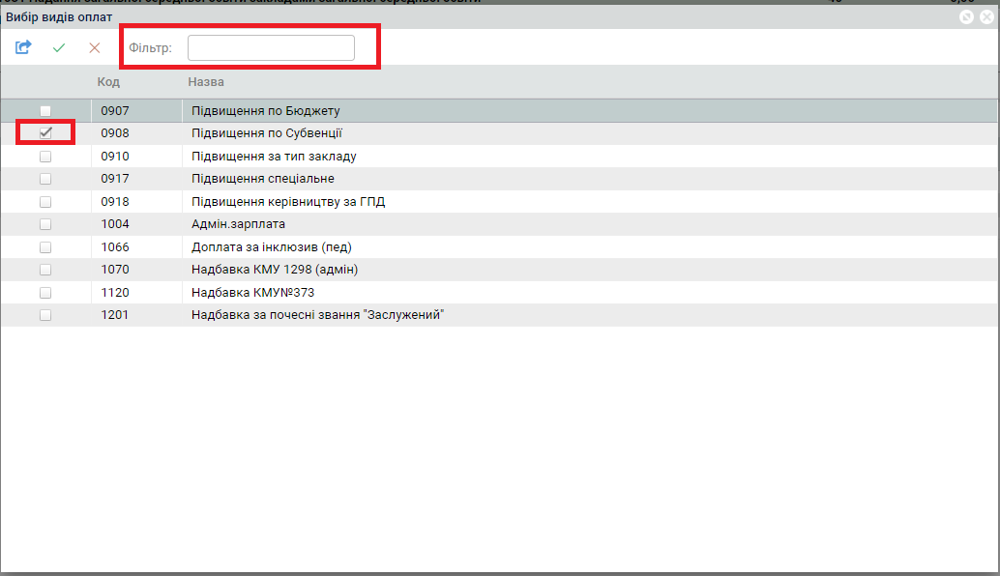 Вибір видів оплат
Фільтр:
Код Назва
0907 Підвищення по Бюджету
0908 Підвищення по Субвенції
0910 Підвищення за тип закладу
0917 Підвищення спеціальне
0918 Підвищення керівництву за ГПД
1004 Адмін.зарплата
1066 Доплата за інклюзив (пед)
1070 Надбавка КМУ 1298 (адмін)
1120 Надбавка КМУ№373
1201 Надбавка за почесні звання "Заслужений"